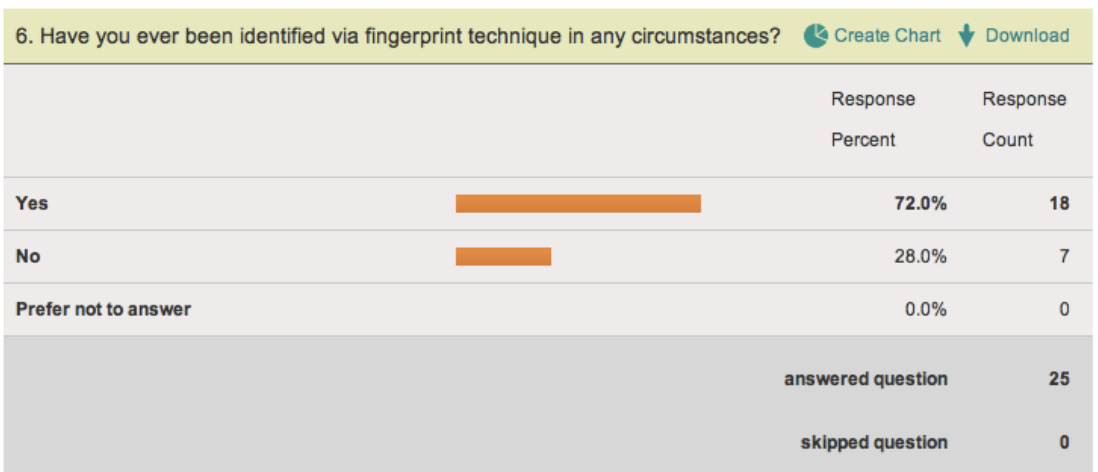 6. Have you ever been identified via fingerprint technique in any circumstances? Create Chart Download
Response Response
Percent Count
Yes 72.0% 18
No 28.0% 7
Prefer not to answer 0.0% 0
answered question 25
skipped question 0